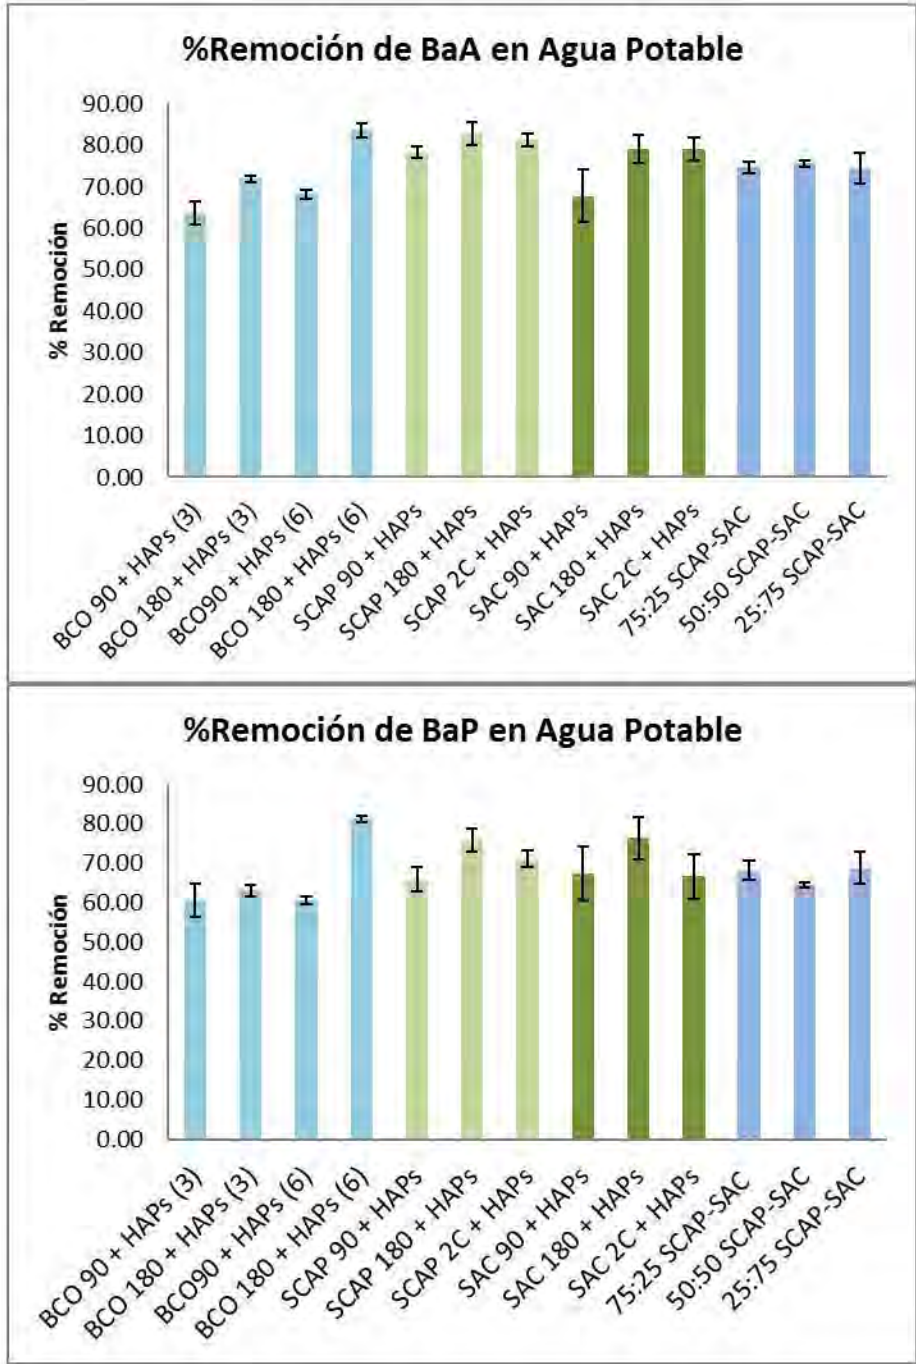 %Remoción de BaA en Agua Potable
% Remoción
90.00
80.00
70.00
60.00
50.00
40.00
30.00
20.00
10.00
0.00
BCO 90 + HAPs (3)
BCO 180 + HAPs (3)
BCO90 + HAPs (6)
BCO 180 + HAPs (6)
SCAP 90 + HAPs
SCAP 180 + HAPs
SCAP 2C + HAPs
SAC 90 + HAPs
SAC 180 + HAPs
SAC 2C + HAPs
75:25 SCAP-SAC
50:50 SCAP-SAC
25:75 SCAP-SAC
%Remoción de BaP en Agua Potable
% Remoción
90.00
80.00
70.00
60.00
50.00
40.00
30.00
20.00
10.00
0.00
BCO 90 + HAPs (3)
BCO 180 + HAPs (3)
BCO90 + HAPs (6)
BCO 180 + HAPs (6)
SCAP 90 + HAPs
SCAP 180 + HAPs
SCAP 2C + HAPs
SAC 90 + HAPs
SAC 180 + HAPs
SAC 2C + HAPs
75:25 SCAP-SAC
50:50 SCAP-SAC
25:75 SCAP-SAC